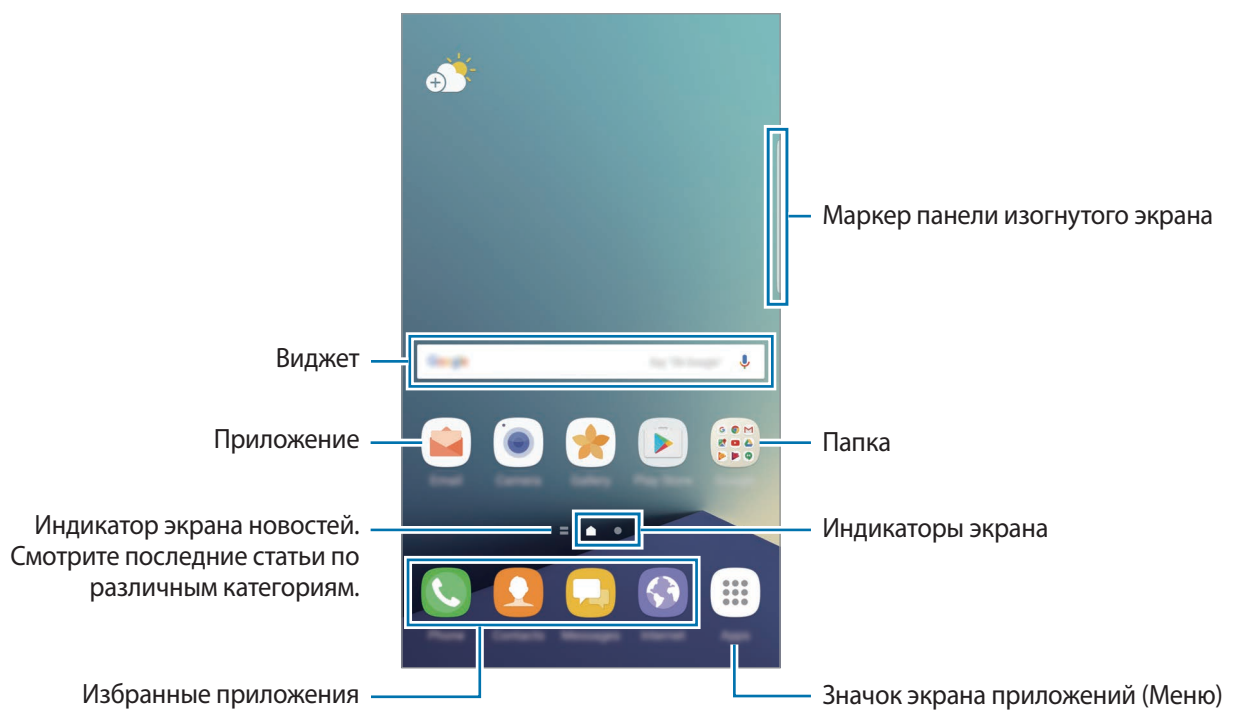 Маркер панели изогнутого экрана
Виджет
Приложение
Папка
Индикатор экрана новостей.
Смотрите последние статьи по
различным категориям.
Индикаторы экрана
Избранные приложения
Значок экрана приложений (Меню)